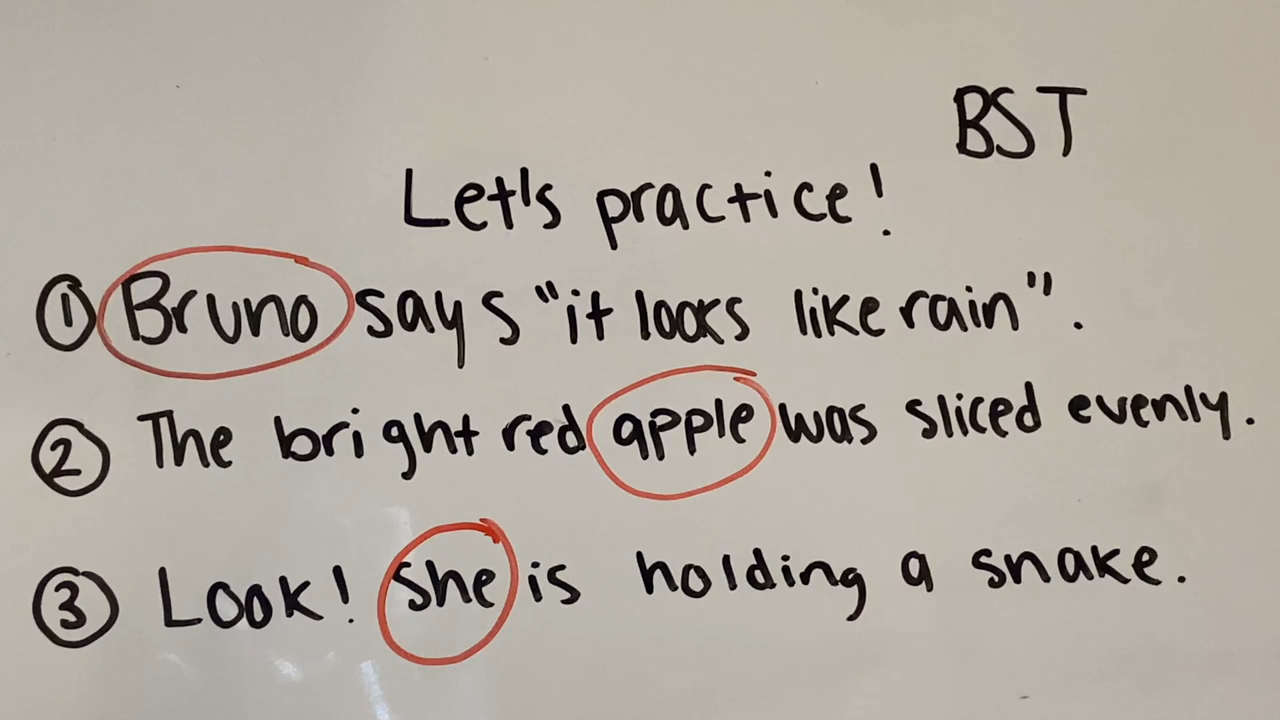 BST
Let's practice!
① Bruno says "it looks like rain".
② The bright red apple was sliced evenly.
③ Look! She is holding a snake.